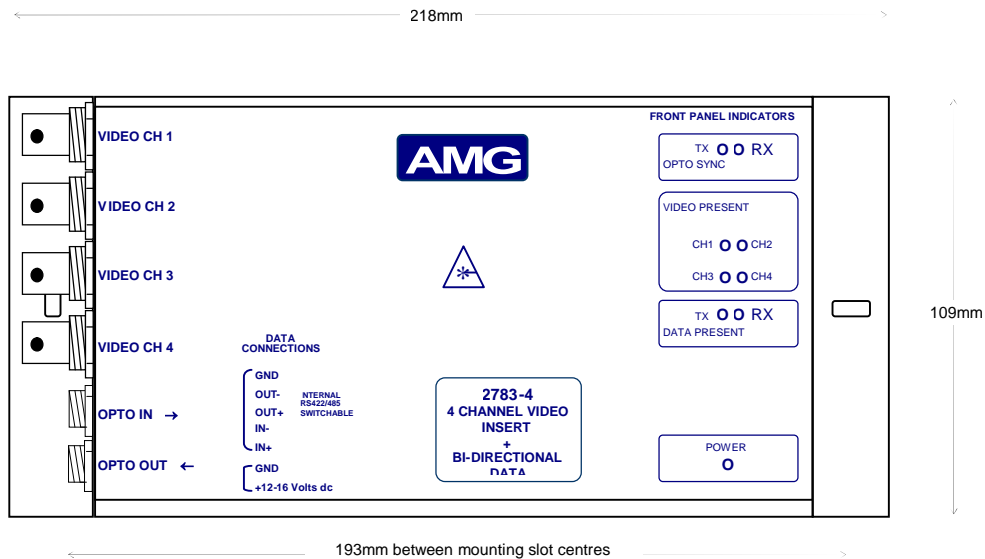 218mm
VIDEO CH 1
VIDEO CH 2
VIDEO CH 3
VIDEO CH 4
OPTO IN →
OPTO OUT ←
AMG
DATA
CONNECTIONS
GND
OUT-
OUT+
IN-
IN+
NTERNAL
RS422/485
SWITCHABLE
GND
+12-16 Volts dc
2783-4
4 CHANNEL VIDEO
INSERT
+
BI-DIRECTIONAL
DATA
FRONT PANEL INDICATORS
TX O O RX
OPTO SYNC
VIDEO PRESENT
CH1 O O CH2
CH3 O O CH4
TX O O RX
DATA PRESENT
POWER
O
109mm
193mm between mounting slot centres